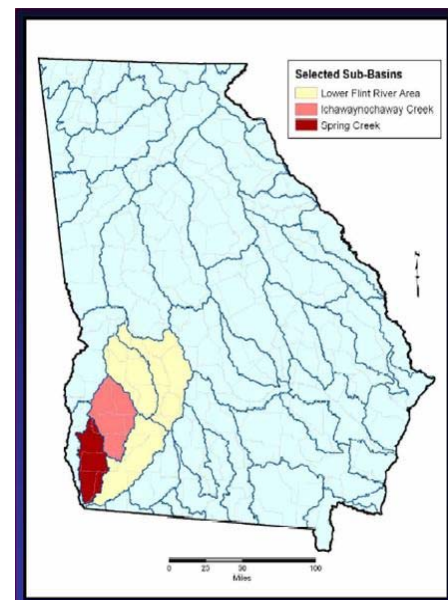 Selected Sub-Basins
Lower Flint River Area
Ichawaynochaway Creek
Spring Creek
N
0 25 50 100
Miles